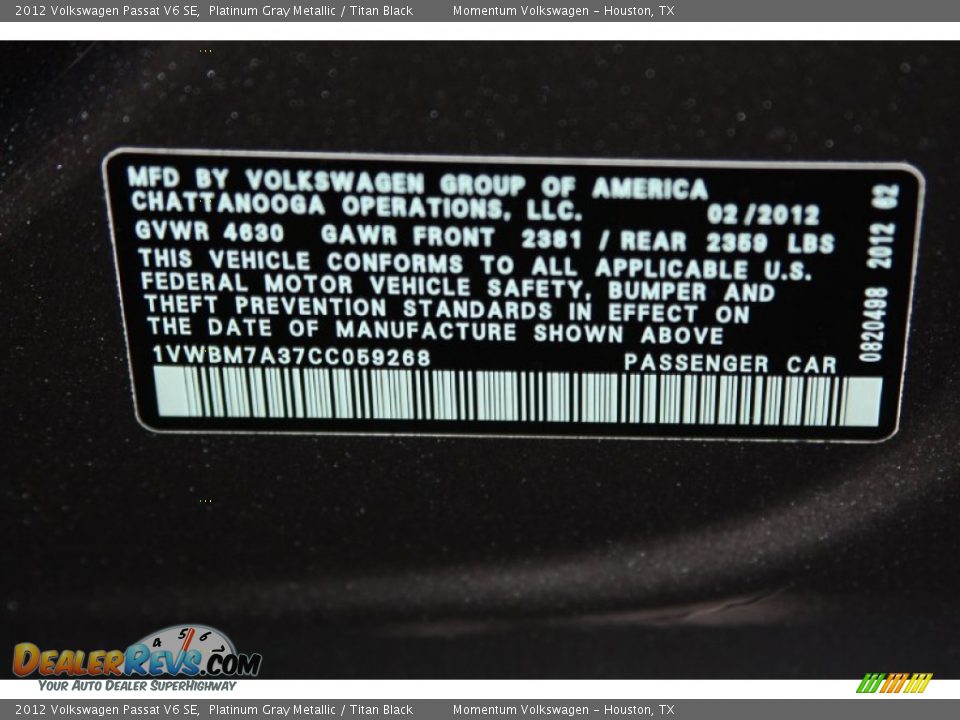 2012 Volkswagen Passat V6 SE, Platinum Gray Metallic / Titan Black Momentum Volkswagen - Houston, TX
MFD BY VOLKSWAGEN GROUP OF AMERICA
CHATTANOOGA OPERATIONS, LLC. 02/2012
GVWR 4630 GAWR FRONT 2381 / REAR 2359 LBS
THIS VEHICLE CONFORMS TO ALL APPLICABLE U.S.
FEDERAL MOTOR VEHICLE SAFETY, BUMPER AND
THEFT PREVENTION STANDARDS IN EFFECT ON
THE DATE OF MANUFACTURE SHOWN ABOVE
1VWBM7A37CC059268 PASSENGER CAR
0820498 2012 62
4 5 6
DEALERREVS.COM
YOUR AUTO DEALER SUPERHIGHWAY
2012 Volkswagen Passat V6 SE, Platinum Gray Metallic / Titan Black Momentum Volkswagen - Houston, TX